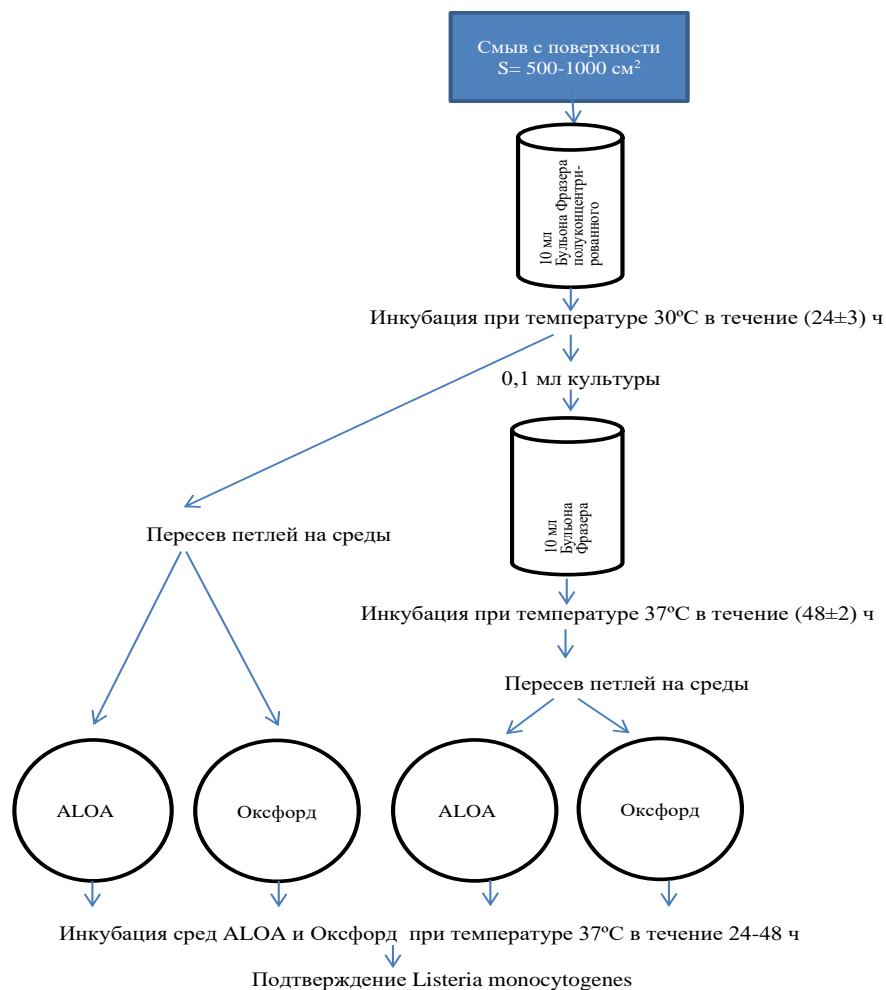 Смыв с поверхности
S= 500-1000 см²
10 мл
Бульона Фразера
полуконцентри-
рованного
Инкубация при температуре 30ºС в течение (24±3) ч
0,1 мл культуры
10 мл
Бульона
Фразера
Пересев петлей на среды
Инкубация при температуре 37ºС в течение (48±2) ч
Пересев петлей на среды
ALOA
Оксфорд
ALOA
Оксфорд
Инкубация сред ALOA и Оксфорд при температуре 37ºС в течение 24-48 ч
Подтверждение Listeria monocytogenes